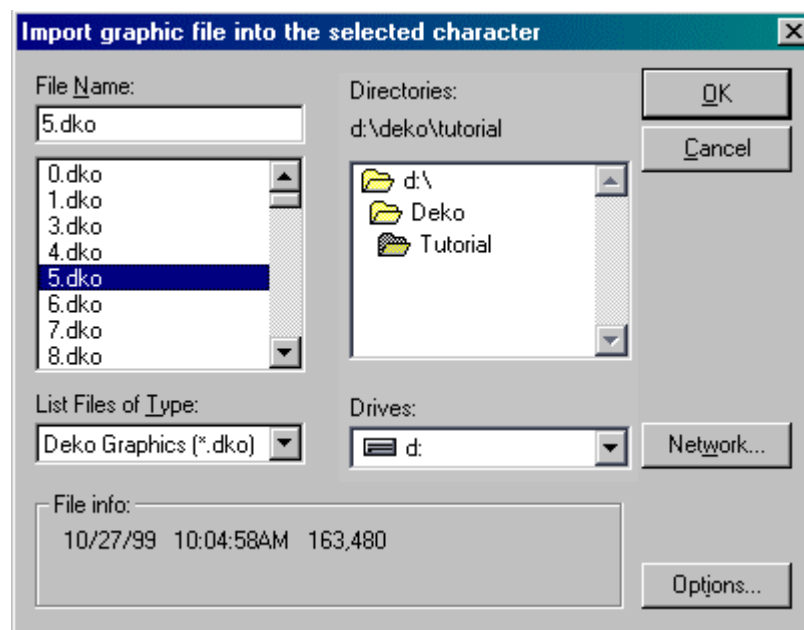 Import graphic file into the selected character
File Name:
5.dko
0.dko
1.dko
3.dko
4.dko
5.dko
6.dko
7.dko
8.dko
List Files of Type:
Deko Graphics (*.dko)
Directories:
d:\deko\tutorial
d:\
Deko
Tutorial
Drives:
d:
OK
Cancel
Network...
File info:
10/27/99 10:04:58AM 163,480
Options...